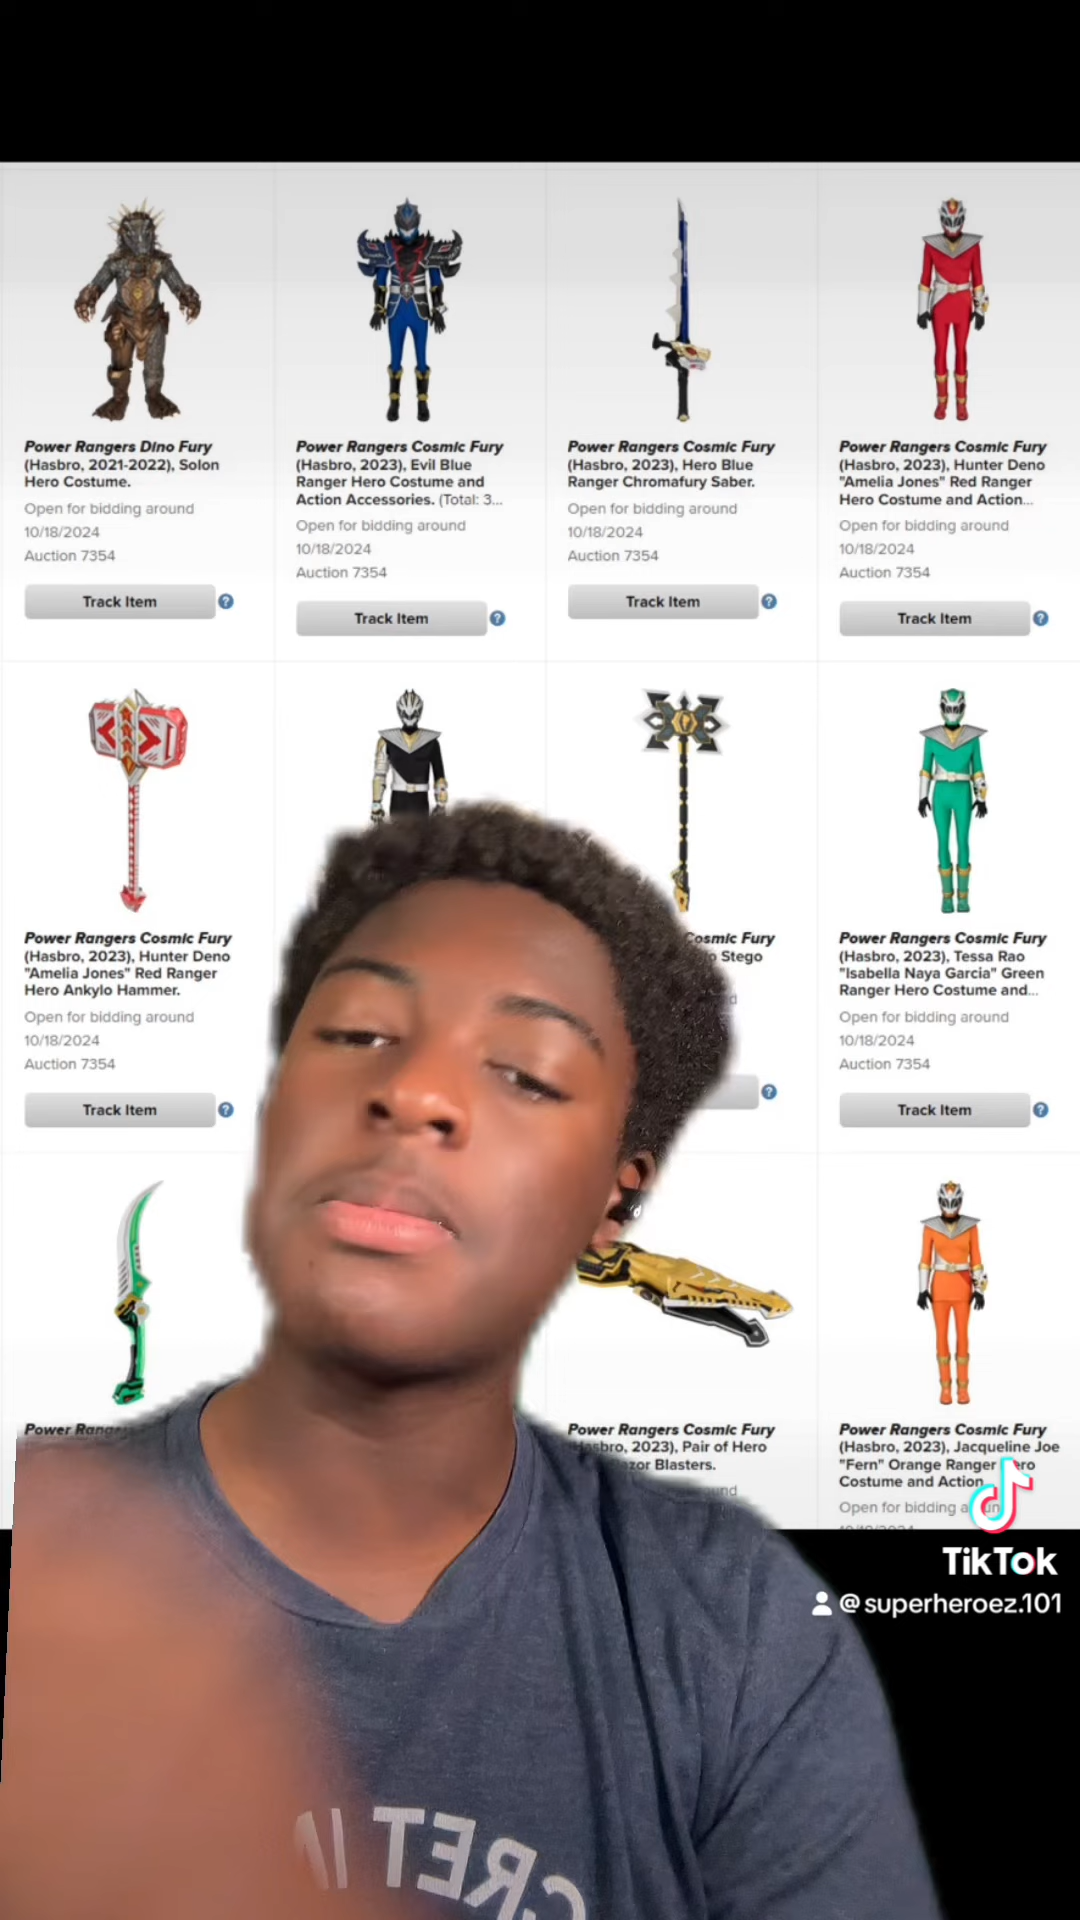 Power Rangers Dino Fury
(Hasbro, 2021-2022), Solon
Hero Costume.
Open for bidding around
10/18/2024
Auction 7354
Track Item
?
Power Rangers Cosmic Fury
(Hasbro, 2023), Evil Blue
Ranger Hero Costume and
Action Accessories. (Total: 3...
Open for bidding around
10/18/2024
Auction 7354
Track Item
?
Power Rangers Cosmic Fury
(Hasbro, 2023), Hero Blue
Ranger Chromafury Saber.
Open for bidding around
10/18/2024
Auction 7354
Track Item
?
Power Rangers Cosmic Fury
(Hasbro, 2023), Hunter Deno
"Amelia Jones" Red Ranger
Hero Costume and Action...
Open for bidding around
10/18/2024
Auction 7354
Track Item
?
Power Rangers Cosmic Fury
(Hasbro, 2023), Hunter Deno
"Amelia Jones" Red Ranger
Hero Ankylo Hammer.
Open for bidding around
10/18/2024
Auction 7354
Track Item
?
Cosmic Fury
Stego
?
Power Rangers Cosmic Fury
(Hasbro, 2023), Tessa Rao
"Isabella Naya Garcia" Green
Ranger Hero Costume and...
Open for bidding around
10/18/2024
Auction 7354
Track Item
?
Power
Power Rangers Cosmic Fury
(Hasbro, 2023), Pair of Hero
Blasters.
Power Rangers Cosmic Fury
(Hasbro, 2023), Jacqueline Joe
"Fern" Orange Ranger Hero
Costume and Action
Open for bidding
TikTok
@superheroez.101